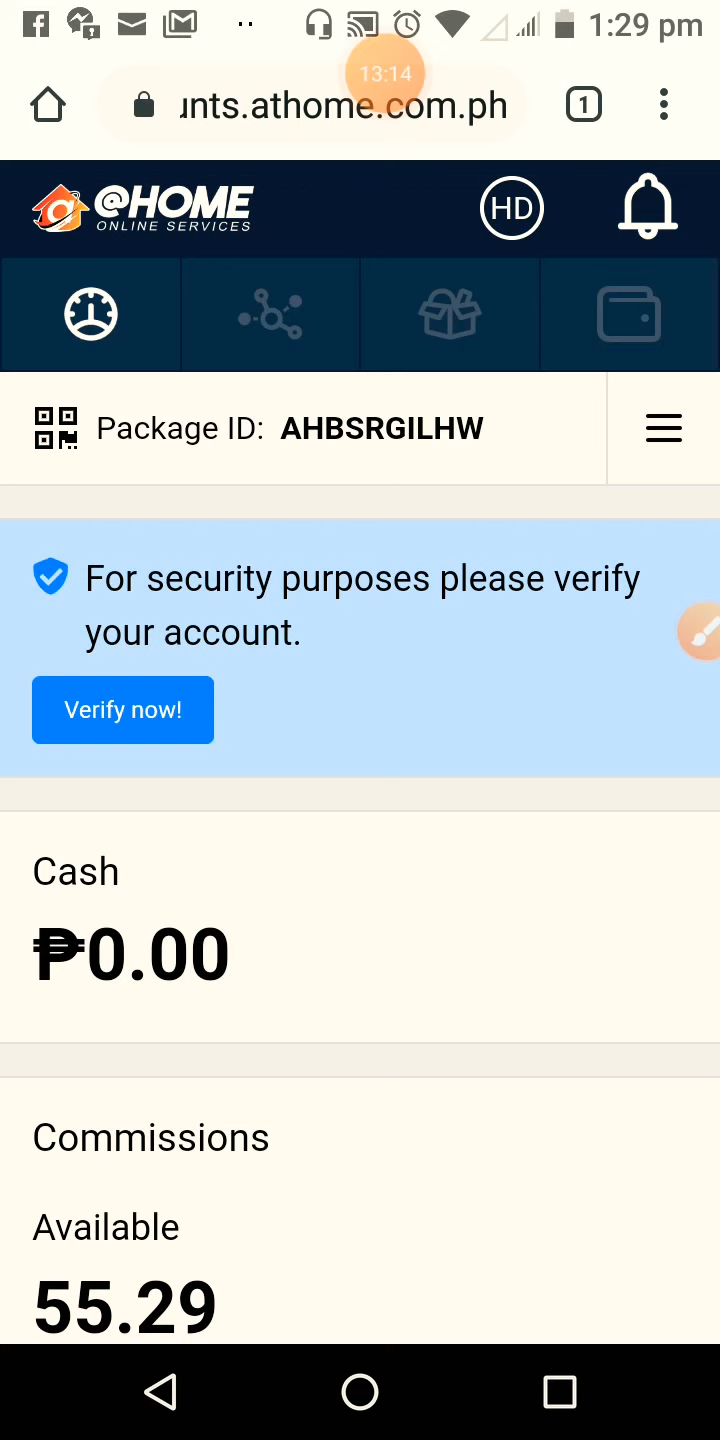 1:29 pm
13:14
ınts.athome.com.ph
1
@HOME
ONLINE SERVICES
HD
Package ID: AHBSRGILHW
For security purposes please verify
your account.
Verify now!
Cash
₱0.00
Commissions
Available
55.29